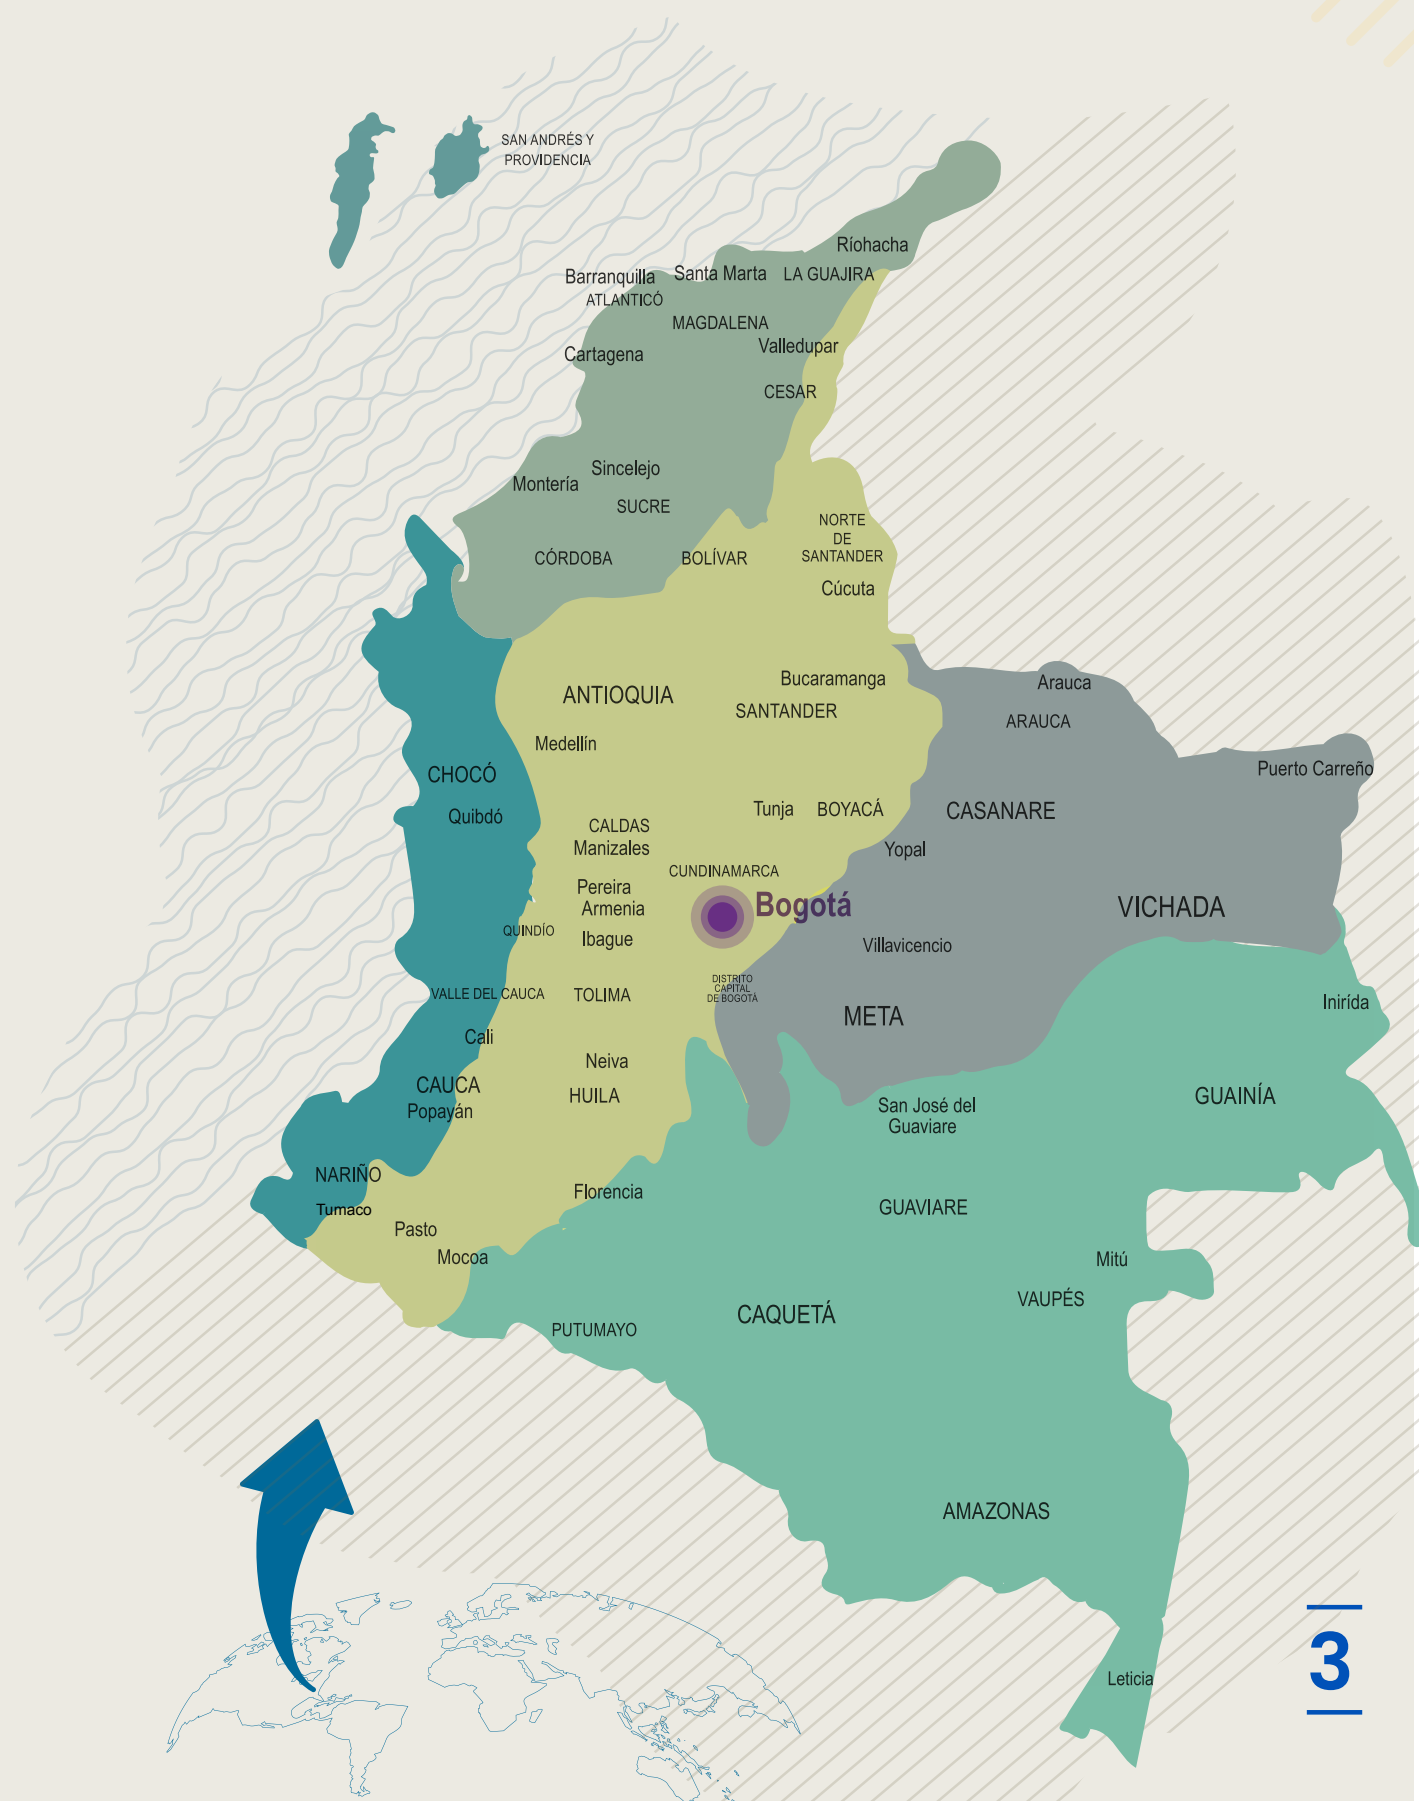 SAN ANDRÉS Y
PROVIDENCIA
Ríohacha
Barranquilla
Santa Marta
LA GUAJIRA
ATLANTICÓ
MAGDALENA
Valledupar
Cartagena
CESAR
Sincelejo
Montería
SUCRE
NORTE
DE
SANTANDER
CÓRDOBA
BOLÍVAR
Cúcuta
Bucaramanga
Arauca
ANTIOQUIA
SANTANDER
ARAUCA
Medellín
CHOCÓ
Puerto Carreño
Quibdó
Tunja
BOYACÁ
CASANARE
CALDAS
Manizales
Yopal
CUNDINAMARCA
Pereira
Armenia
Bogotá
VICHADA
QUINDÍO
Ibague
Villavicencio
DISTRITO
CAPITAL
DE BOGOTÁ
VALLE DEL CAUCA
TOLIMA
Inirída
META
Cali
Neiva
CAUCA
HUILA
GUAINÍA
Popayán
San José del
Guaviare
NARIÑO
Florencia
Tumaco
GUAVIARE
Pasto
Mocoa
Mitú
VAUPÉS
CAQUETÁ
PUTUMAYO
AMAZONAS
Leticia
3